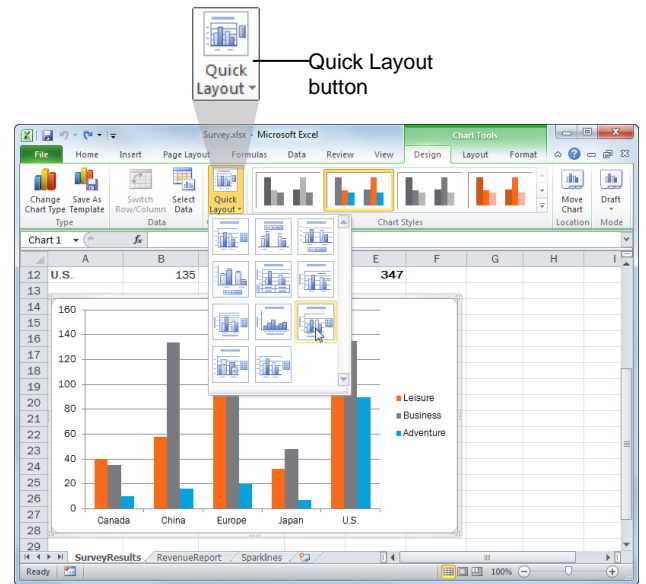 Quick
Layout
Quick Layout
button
Survey.xlsx - Microsoft Excel
Chart Tools
File Home Insert Page Layout Formulas Data Review View Design Layout Format
Change Chart Type
Save As Template
Switch Row/Column
Select Data
Quick Layout
Move Chart
Draft
Type Data Chart Styles Location Mode
Chart 1 fx
A B E F G H I
12 U.S. 135 347
13
14
15
16
17
18
19
20
21
22
23
24
25
26
27
28
29
160
140
120
100
80
60
40
20
0
Leisure
Business
Adventure
Canada China Europe Japan U.S.
SurveyResults RevenueReport Sparklines
Ready 100%